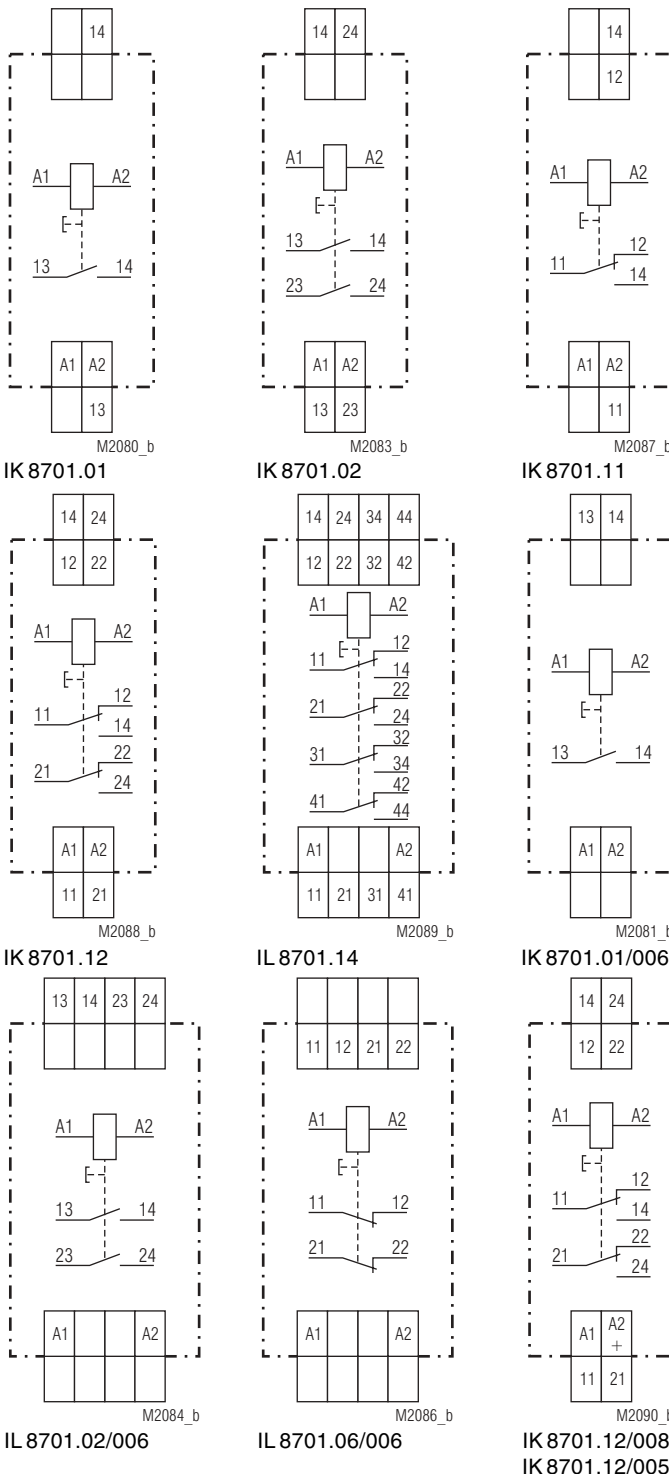 14
A1 A2
13 14
A1 A2
13
M2080_b
IK 8701.01
14 24
A1 A2
13 14
23 24
A1 A2
13 23
M2083_b
IK 8701.02
14
12
A1 A2
12
11
14
A1 A2
11
M2087_b
IK 8701.11
14 24
12 22
A1 A2
12
11
14
22
21
24
A1 A2
11 21
M2088_b
IK 8701.12
14 24 34 44
12 22 32 42
A1 A2
12
11
14
22
21
24
32
31
34
42
41
44
A1 A2
11 21 31 41
M2089_b
IL 8701.14
13 14
A1 A2
13 14
A1 A2
M2081_b
IK 8701.01/006
13 14 23 24
A1 A2
13 14
23 24
A1 A2
M2084_b
IL 8701.02/006
11 12 21 22
A1 A2
11 12
21 22
A1 A2
M2086_b
IL 8701.06/006
14 24
12 22
A1 A2
12
11
14
22
21
24
A1 A2
+
11 21
M2090_b
IK 8701.12/008
IK 8701.12/005